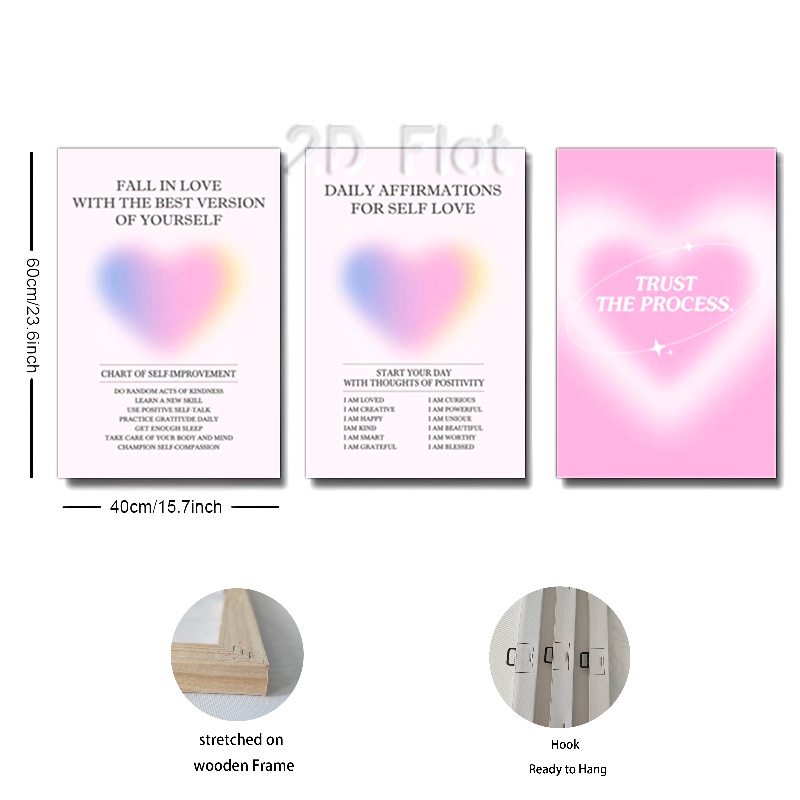 2D Flat
FALL IN LOVE
WITH THE BEST VERSION
OF YOURSELF
CHART OF SELF-IMPROVEMENT
DO RANDOM ACTS OF KINDNESS
LEARN A NEW SKILL
USE POSITIVE SELF-TALK
PRACTICE GRATITUDE DAILY
GET ENOUGH SLEEP
TAKE CARE OF YOUR BODY AND MIND
CHAMPION SELF-COMPASSION
DAILY AFFIRMATIONS
FOR SELF LOVE
START YOUR DAY
WITH THOUGHTS OF POSITIVITY
I AM LOVED
I AM CREATIVE
I AM HAPPY
IAM KIND
I AM SMART
I AM GRATEFUL
I AM CURIOUS
I AM POWERFUL
I AM UNIQUE
I AM BEAUTIFUL
I AM WORTHY
I AM BLESSED
TRUST
THE PROCESS.
60cm/23.6inch
40cm/15.7inch
stretched on
wooden Frame
Hook
Ready to Hang